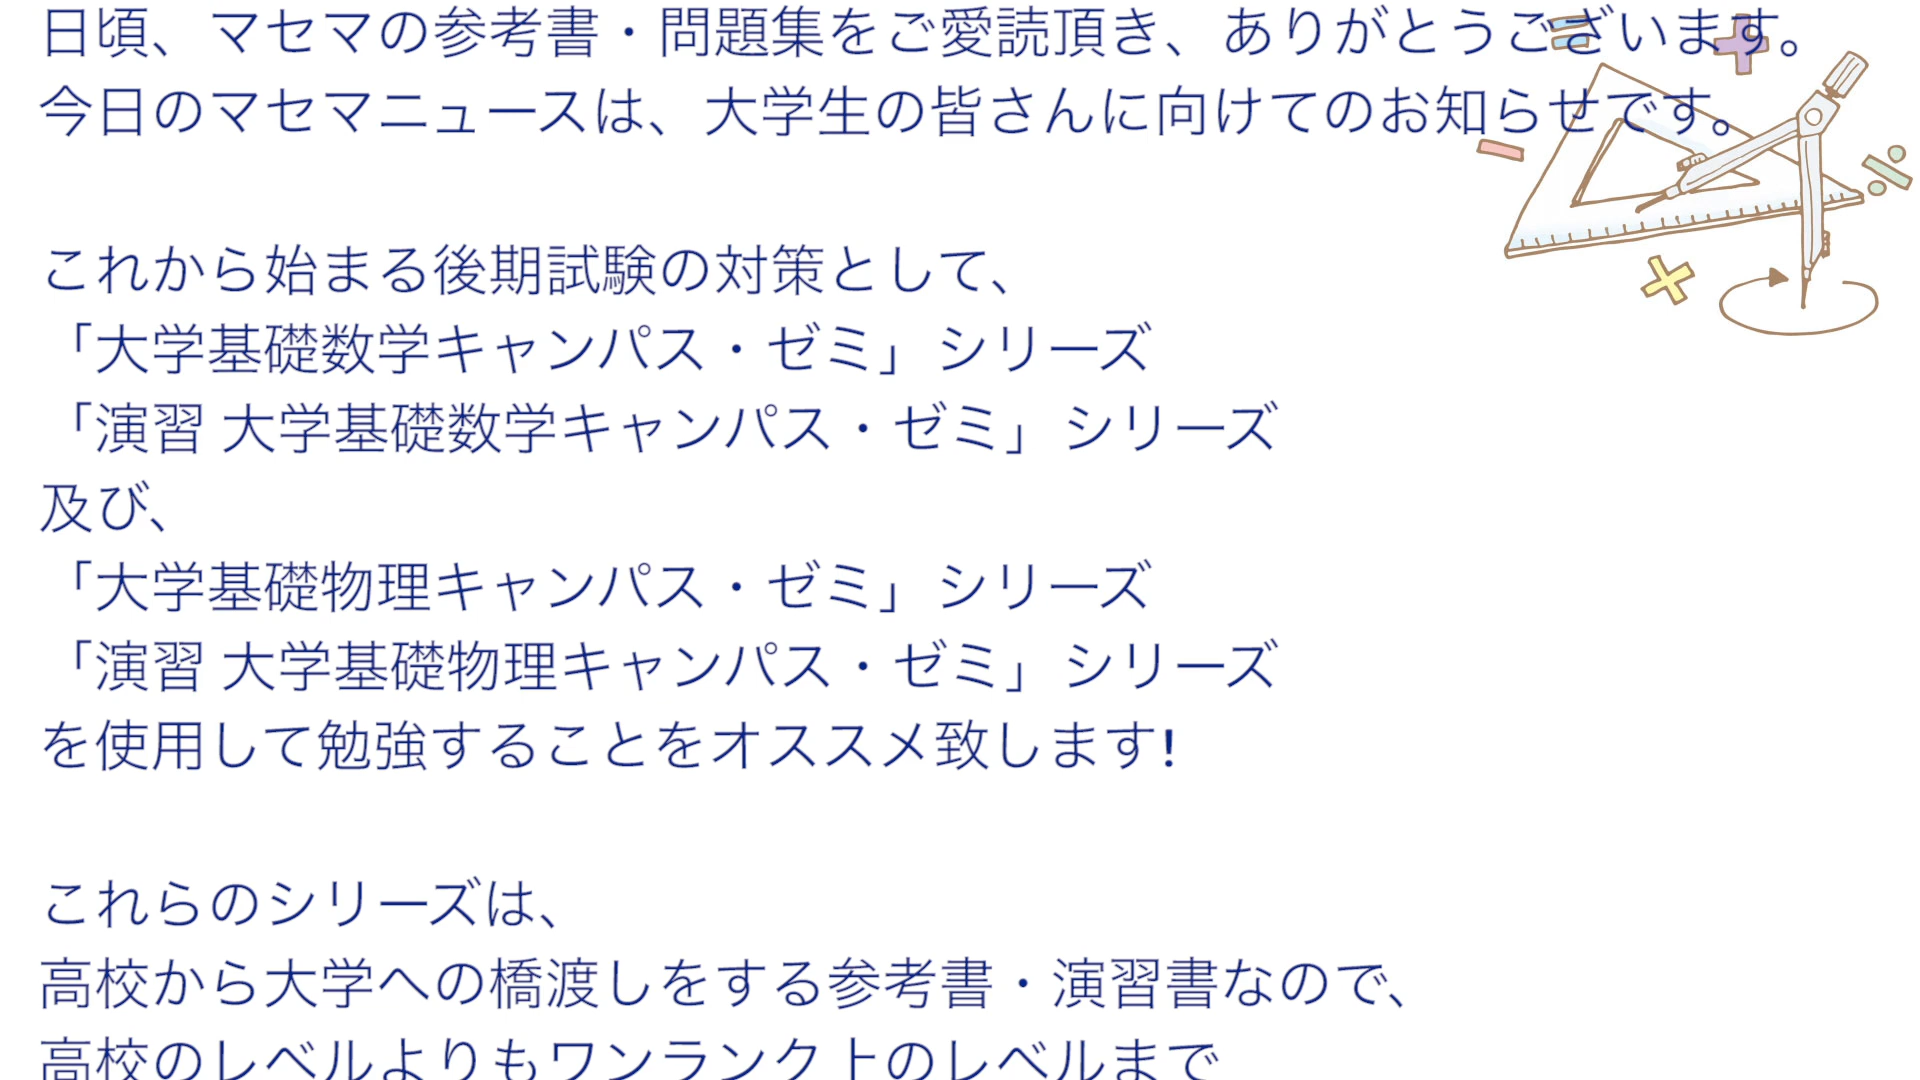 日頃、マセマの参考書・問題集をご愛読頂き、ありがとうございます。
今日のマセマニュースは、大学生の皆さんに向けてのお知らせです。
これから始まる後期試験の対策として、
「大学基礎数学キャンパス・ゼミ」シリーズ
「演習 大学基礎数学キャンパス・ゼミ」シリーズ
及び、
「大学基礎物理キャンパス・ゼミ」シリーズ
「演習 大学基礎物理キャンパス・ゼミ」シリーズ
を使用して勉強することをオススメ致します!
これらのシリーズは、
高校から大学への橋渡しをする参考書・演習書なので、
高校のレベルよりもワンランク上のレベルまで